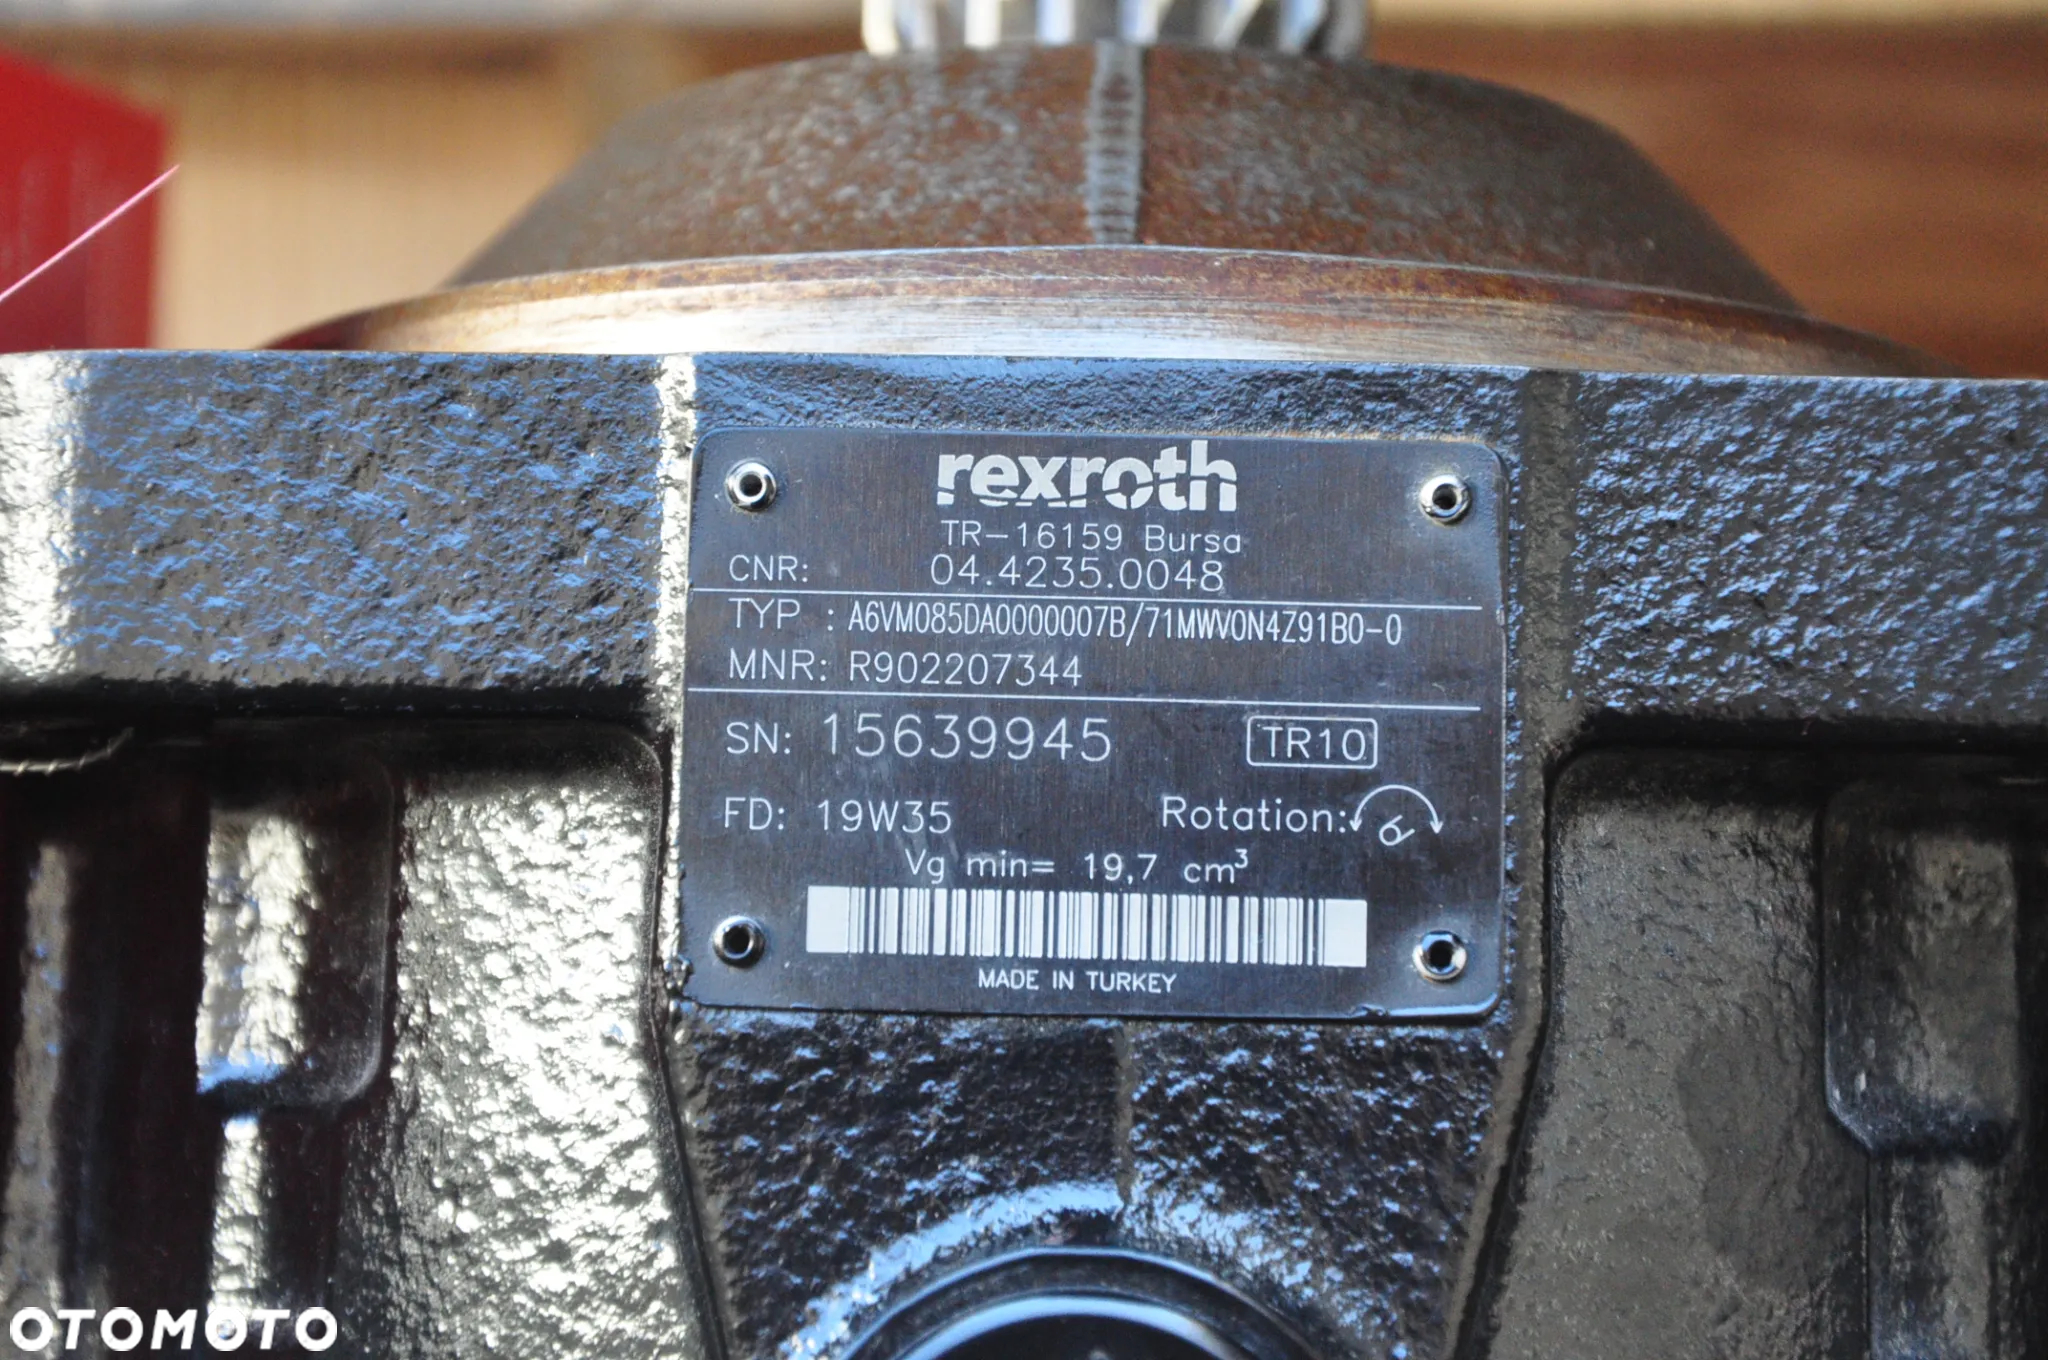 rexroth
TR-16159 Bursa
CNR: 04.4235.0048
TYP : A6VM085DA0000007B/71MWV0N4Z91B0-0
MNR: R902207344
SN: 15639945 TR10
FD: 19W35 Rotation:
Vg min= 19,7 cm³
MADE IN TURKEY
OTOMOTO